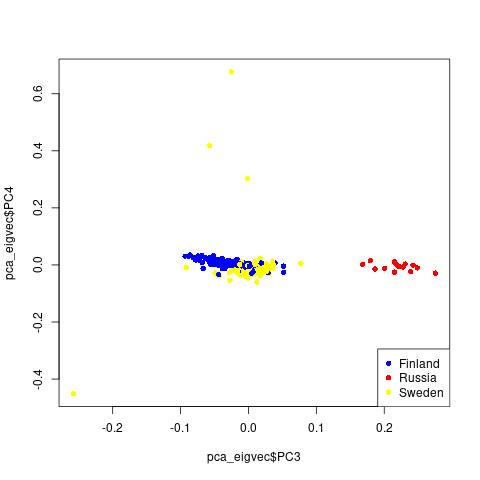 0.6
0.4
0.2
0.0
-0.2
-0.4
pca_eigvec$PC4
Finland
Russia
Sweden
-0.2 -0.1 0.0 0.1 0.2
pca_eigvec$PC3